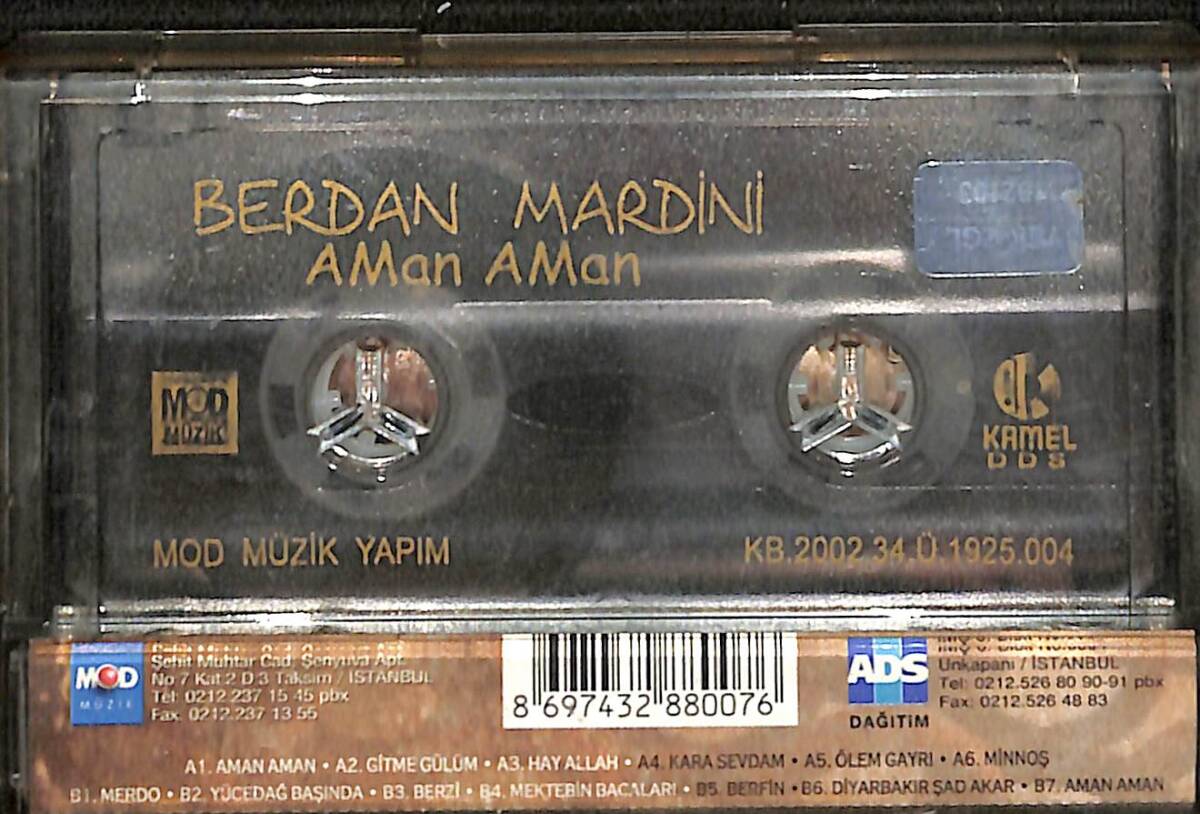 BERDAN MARDİNİ
AMan AMan
MOD
MÜZİK
KAMEL
DDS
MOD MÜZİK YAPIM
KB.2002.34.Ü.1925.004
MOD
MÜZİK
Şehit Muhtar Cad. Şenyuva Apt.
No 7 Kat 2 D 3 Taksim / İSTANBUL
Tel: 0212.237 15 45 pbx
Fax: 0212.237 13 55
8 697432 880076
ADS
DAĞITIM
Unkapanı / İSTANBUL
Tel: 0212.526 80 90-91 pbx
Fax: 0212.526 48 83
A1. AMAN AMAN • A2. GİTME GÜLÜM • A3. HAY ALLAH • A4. KARA SEVDAM • A5. ÖLEM GAYRI • A6. MİNNOŞ
B1. MERDO • B2. YÜCEDAĞ BAŞINDA • B3. BERZİ • B4. MEKTEBİN BACALARI • B5. BERFİN • B6. DİYARBAKIR ŞAD AKAR • B7. AMAN AMAN